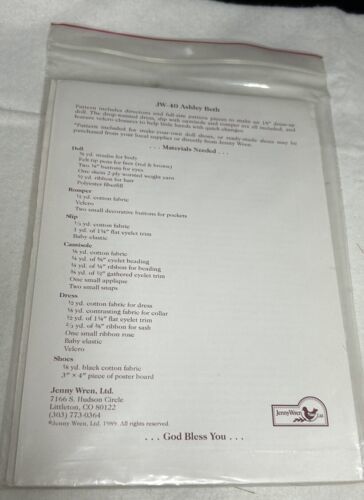 JW-40 Ashley Beth
Pattern includes directions and full size pattern pieces to make an 18" dress-up
doll. The drop-waisted dress, slip with camisole and romper are all included, and
feature velcro closures to help little hands with quick changes.
*Pattern included for make-your-own doll shoes, or ready-made shoes may be
purchased from your local supplier or directly from Jenny Wren.
. . . Materials Needed . . .
Doll
⅜ yd. muslin for body
Felt tip pens for face (red & brown)
Two ⅜" buttons for eyes
One skein 2-ply worsted weight yarn
½ yd. ribbon for hair
Polyester fiberfill
Romper
½ yd. cotton fabric
Velcro
Two small decorative buttons for pockets
Slip
⅓ yd. cotton fabric
1 yd. of 1¼" flat eyelet trim
Baby elastic
Camisole
⅛ yd. cotton fabric
¼ yd. of ⅝" eyelet beading
¾ yd. of ¼" ribbon for beading
⅜ yd. of ½" gathered eyelet trim
One small applique
Two small snaps
Dress
½ yd. cotton fabric for dress
⅛ yd. contrasting fabric for collar
½ yd. of 1¼" flat eyelet trim
⅔ yd. of ⅜" ribbon for sash
One small ribbon rose
Baby elastic
Velcro
Shoes
⅛ yd. black cotton fabric
3" × 4" piece of poster board
Jenny Wren, Ltd.
7166 S. Hudson Circle
Littleton, CO 80122
(303) 773-0364
©Jenny Wren, Ltd. 1989. All rights reserved.
Jenny Wren Ltd.
. . . God Bless You . . .